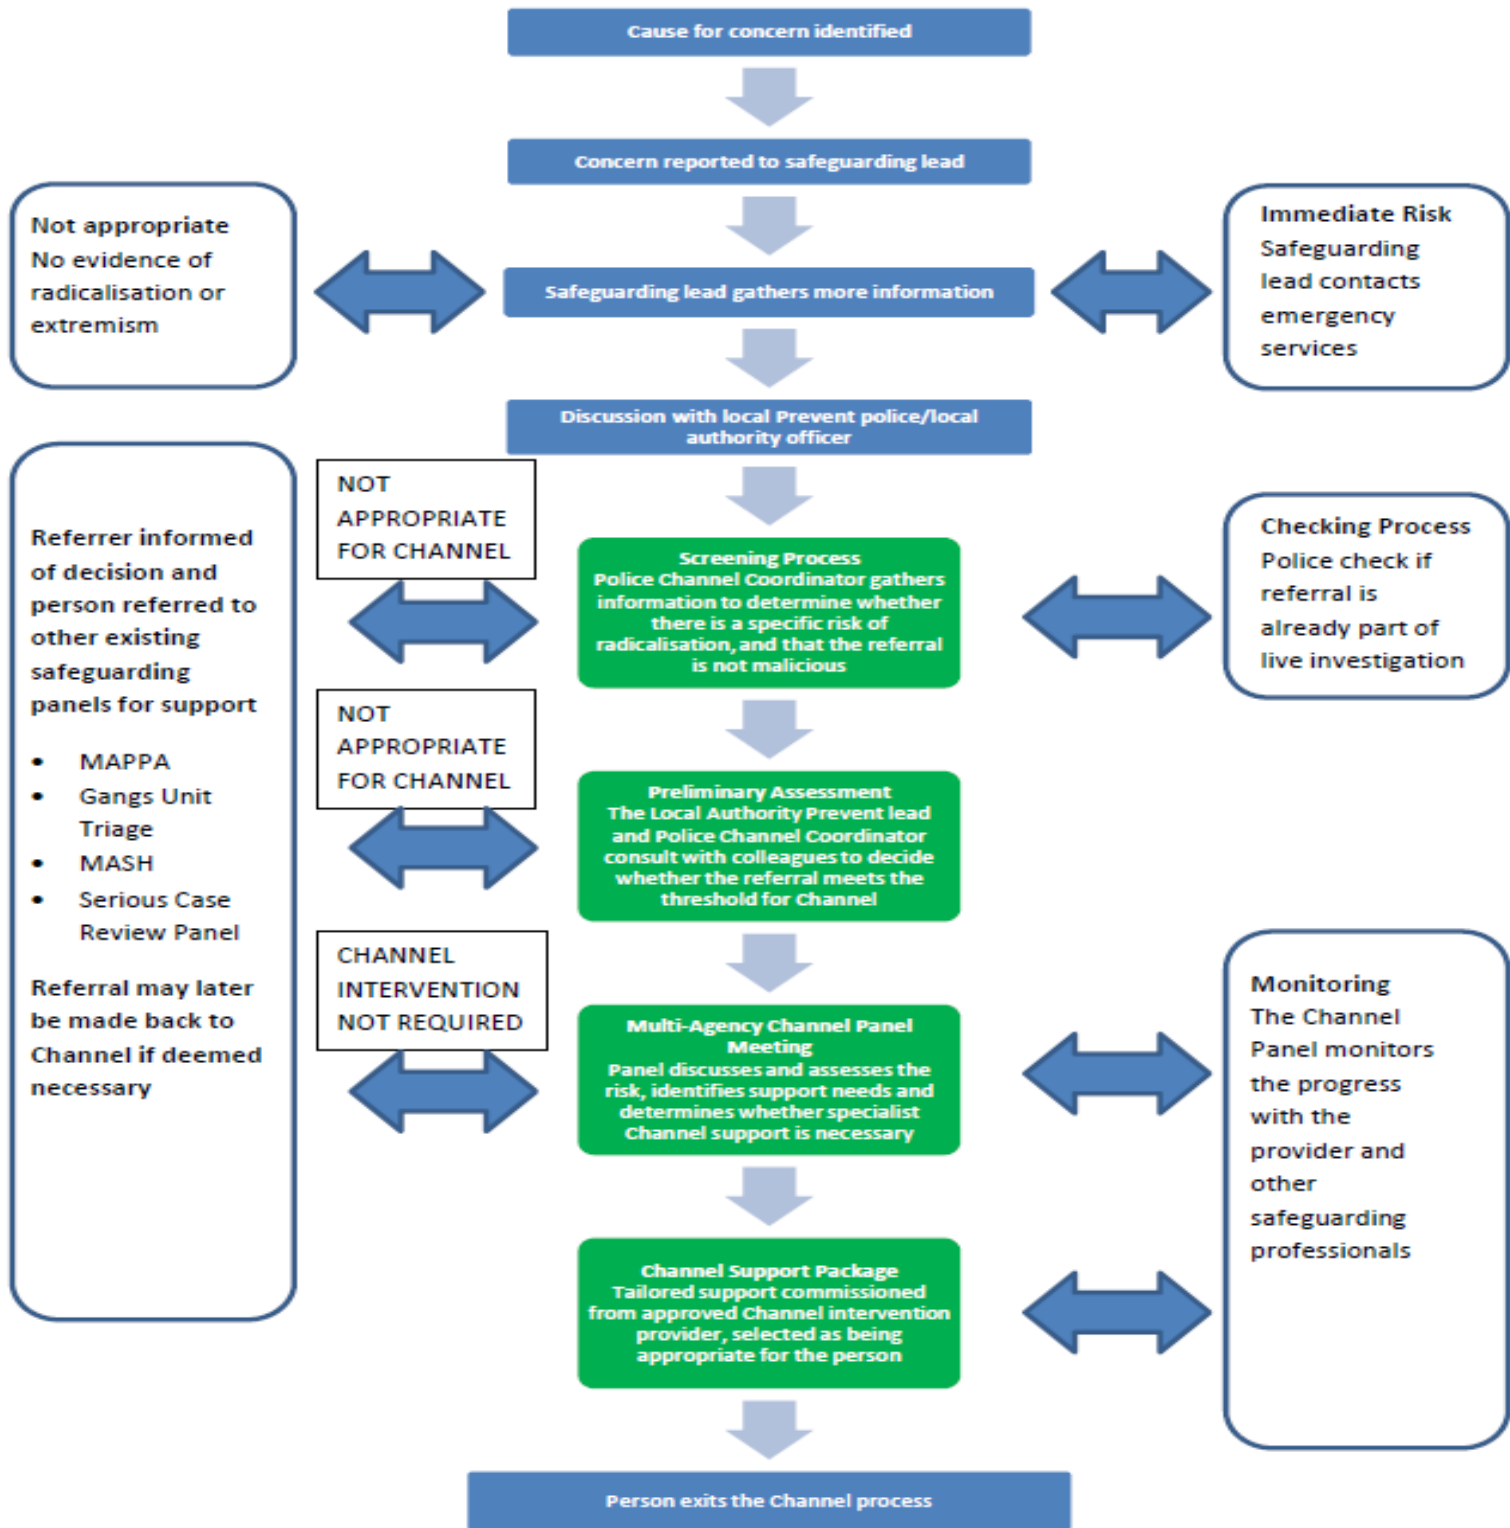 Cause for concern identified
Concern reported to safeguarding lead
Not appropriate
No evidence of
radicalisation or
extremism
Safeguarding lead gathers more information
Immediate Risk
Safeguarding
lead contacts
emergency
services
Discussion with local Prevent police/local
authority officer
Referrer informed
of decision and
person referred to
other existing
safeguarding
panels for support
• MAPPA
• Gangs Unit
Triage
• MASH
• Serious Case
Review Panel
Referral may later
be made back to
Channel if deemed
necessary
NOT
APPROPRIATE
FOR CHANNEL
Screening Process
Police Channel Coordinator gathers
information to determine whether
there is a specific risk of
radicalisation, and that the referral
is not malicious
Checking Process
Police check if
referral is
already part of
live investigation
NOT
APPROPRIATE
FOR CHANNEL
Preliminary Assessment
The Local Authority Prevent lead
and Police Channel Coordinator
consult with colleagues to decide
whether the referral meets the
threshold for Channel
CHANNEL
INTERVENTION
NOT REQUIRED
Multi-Agency Channel Panel
Meeting
Panel discusses and assesses the
risk, identifies support needs and
determines whether specialist
Channel support is necessary
Monitoring
The Channel
Panel monitors
the progress
with the
provider and
other
safeguarding
professionals
Channel Support Package
Tailored support commissioned
from approved Channel intervention
provider, selected as being
appropriate for the person
Person exits the Channel process